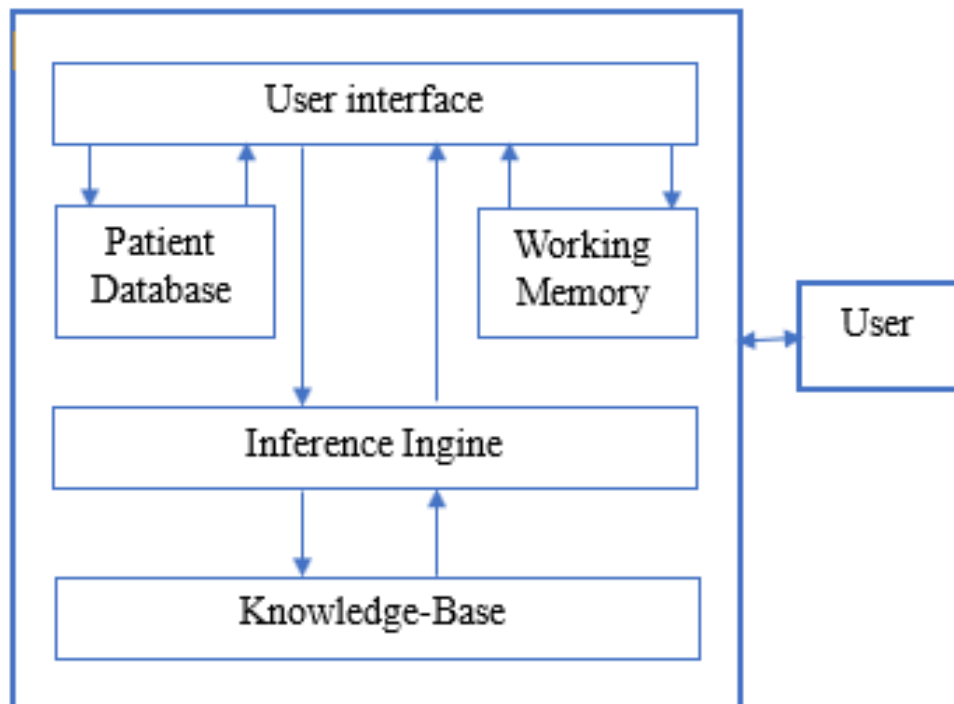 User interface
Patient
Database
Working
Memory
User
Inference Ingine
Knowledge-Base